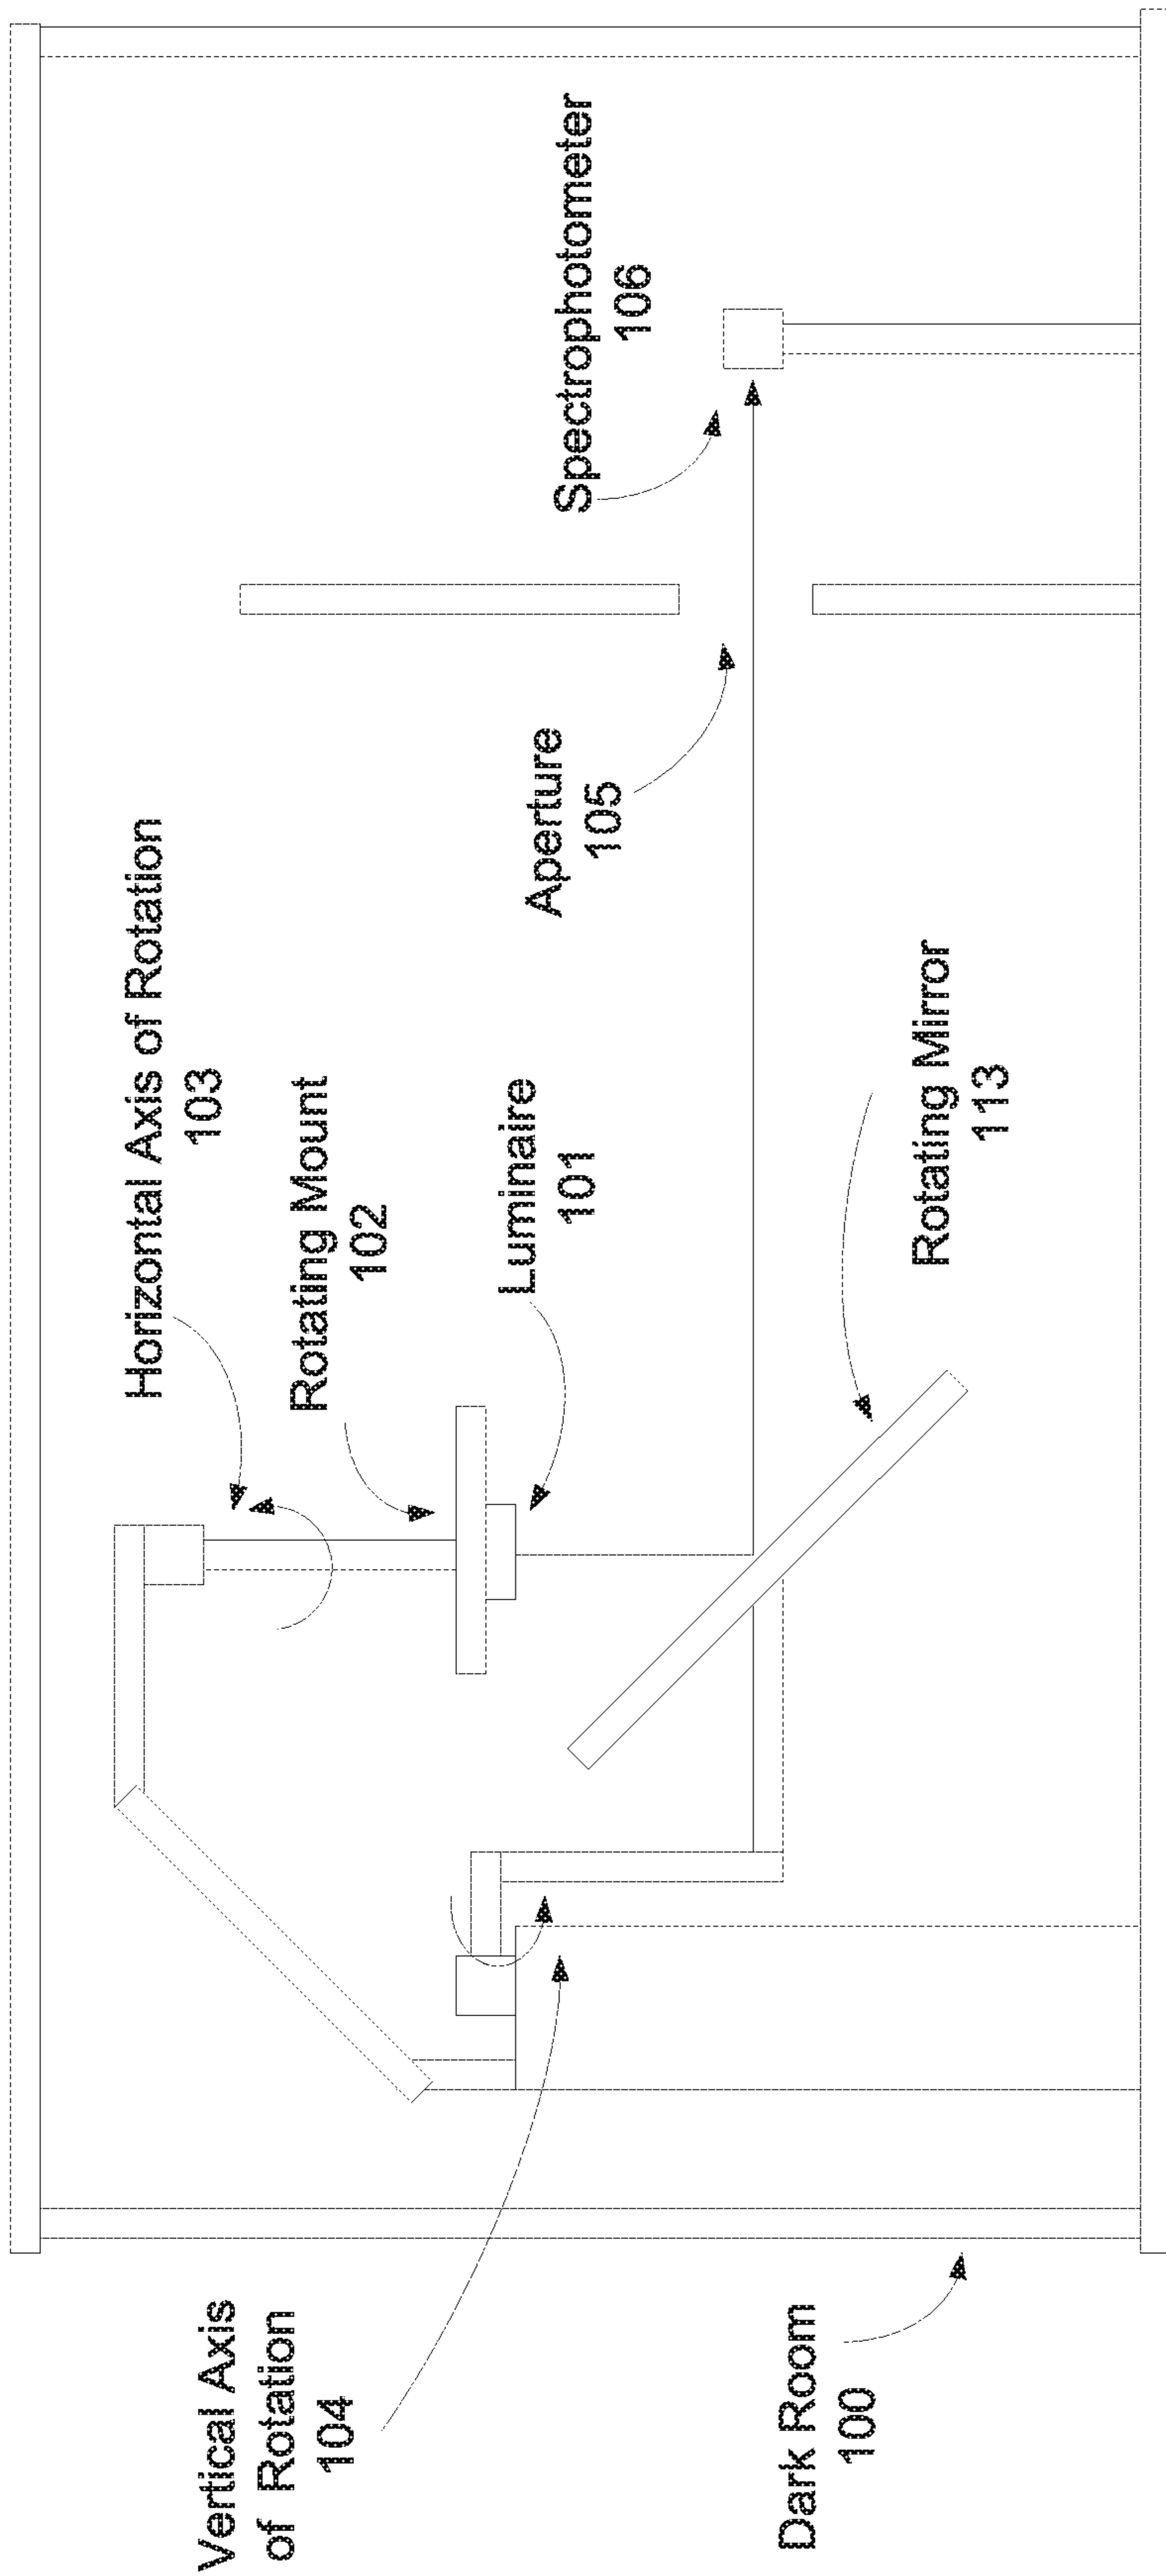 Horizontal Axis of Rotation
103
Rotating Mount
102
Luminaire
101
Vertical Axis
of Rotation
104
Spectrophotometer
106
Aperture
105
Rotating Mirror
113
Dark Room
100